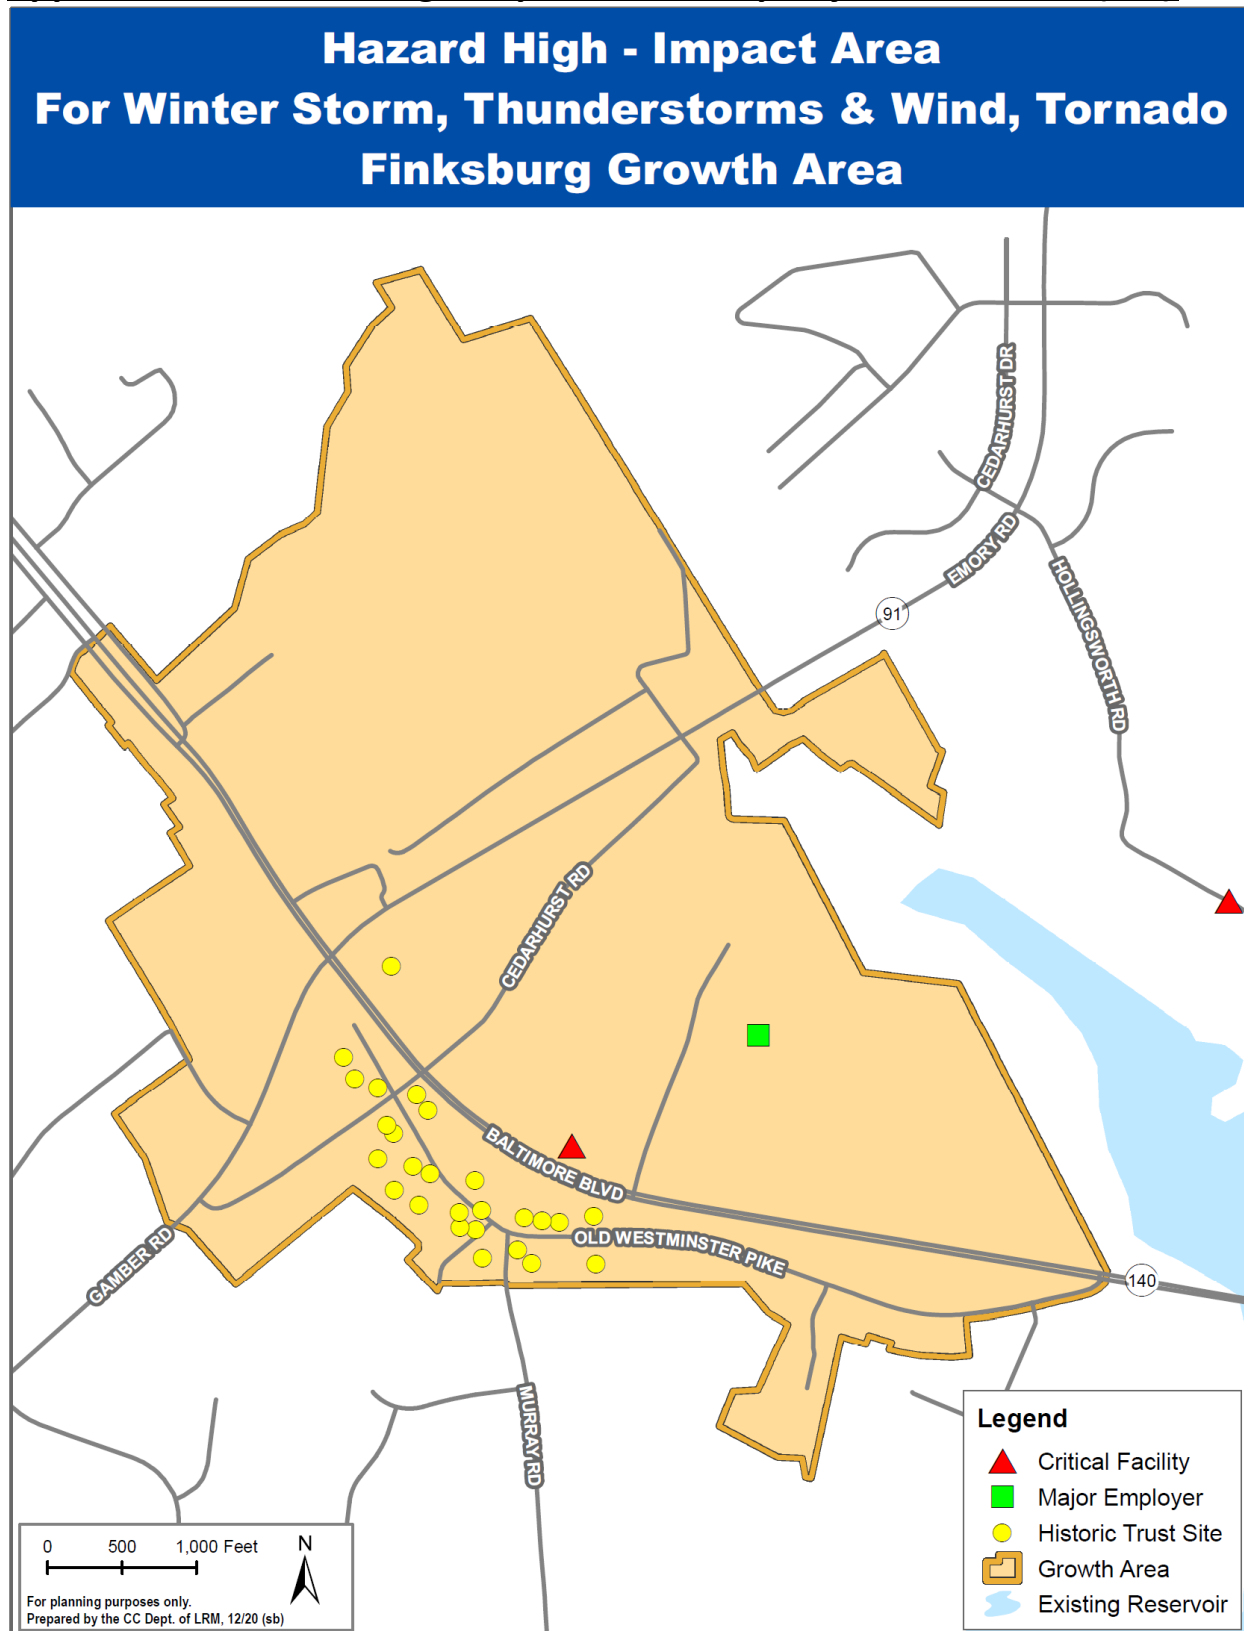 Hazard High - Impact Area
For Winter Storm, Thunderstorms & Wind, Tornado
Finksburg Growth Area
CEDARHURST DR
EMORY RD
91
HOLLINGSWORTH RD
CEDARHURST RD
BALTIMORE BLVD
OLD WESTMINSTER PIKE
140
GAMBER RD
MURRAY RD
Legend
Critical Facility
Major Employer
Historic Trust Site
Growth Area
Existing Reservoir
0 500 1,000 Feet
N
For planning purposes only.
Prepared by the CC Dept. of LRM, 12/20 (sb)